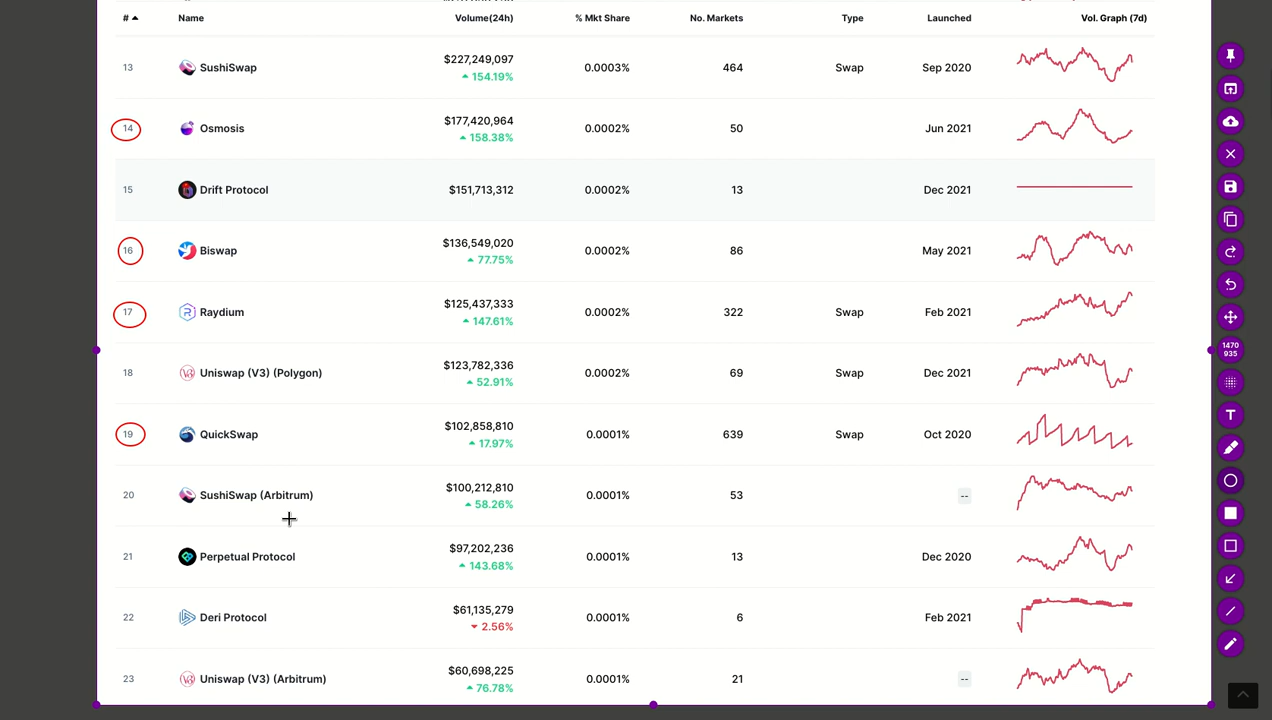 # Name Volume(24h) % Mkt Share No. Markets Type Launched Vol. Graph (7d)
13 SushiSwap $227,249,097 0.0003% 464 Swap Sep 2020
154.19%
14 Osmosis $177,420,964 0.0002% 50 Jun 2021
158.38%
15 Drift Protocol $151,713,312 0.0002% 13 Dec 2021
16 Biswap $136,549,020 0.0002% 86 May 2021
77.75%
17 Raydium $125,437,333 0.0002% 322 Swap Feb 2021
147.61%
18 Uniswap (V3) (Polygon) $123,782,336 0.0002% 69 Swap Dec 2021
52.91%
1470
935
19 QuickSwap $102,858,810 0.0001% 639 Swap Oct 2020
17.97%
T
20 SushiSwap (Arbitrum) $100,212,810 0.0001% 53 --
58.26%
21 Perpetual Protocol $97,202,236 0.0001% 13 Dec 2020
143.68%
22 Deri Protocol $61,135,279 0.0001% 6 Feb 2021
2.56%
23 Uniswap (V3) (Arbitrum) $60,698,225 0.0001% 21 --
76.78%